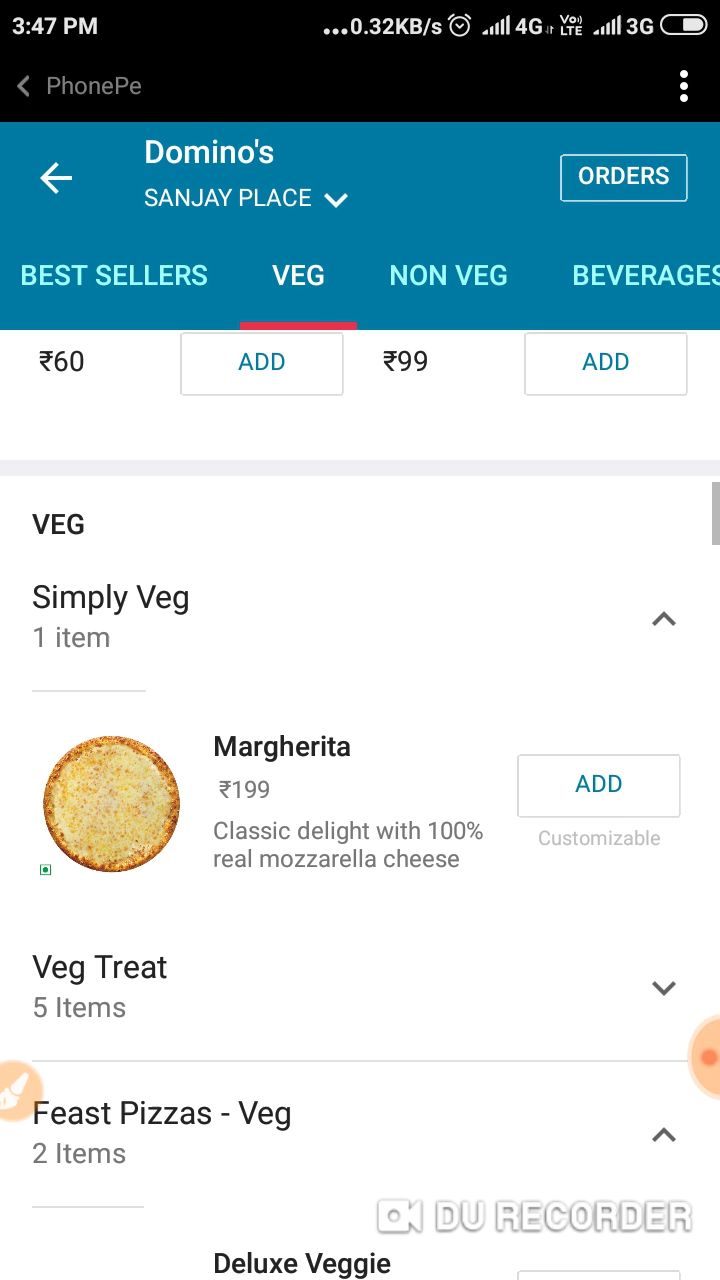 3:47 PM
...0.32KB/s 4G VoLTE 3G
PhonePe
Domino's
SANJAY PLACE
ORDERS
BEST SELLERS VEG NON VEG BEVERAGES
₹60 ADD ₹99 ADD
VEG
Simply Veg
1 item
Margherita
₹199
ADD
Classic delight with 100%
real mozzarella cheese
Customizable
Veg Treat
5 Items
Feast Pizzas - Veg
2 Items
DU RECORDER
Deluxe Veggie